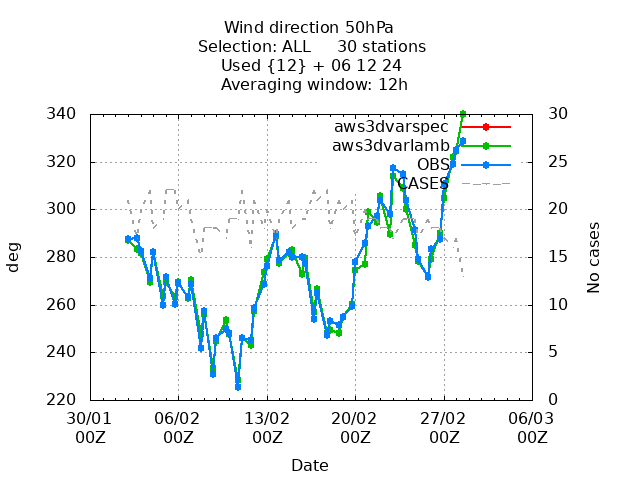 Wind direction 50hPa
Selection: ALL 30 stations
Used {12} + 06 12 24
Averaging window: 12h
340 30
aws3dvarspec
aws3dvarlamb
320 OBS 25
CASES
300 20
deg 280 15 No cases
260 10
240 5
220 0
30/01 06/02 13/02 20/02 27/02 06/03
00Z 00Z 00Z 00Z 00Z 00Z
Date